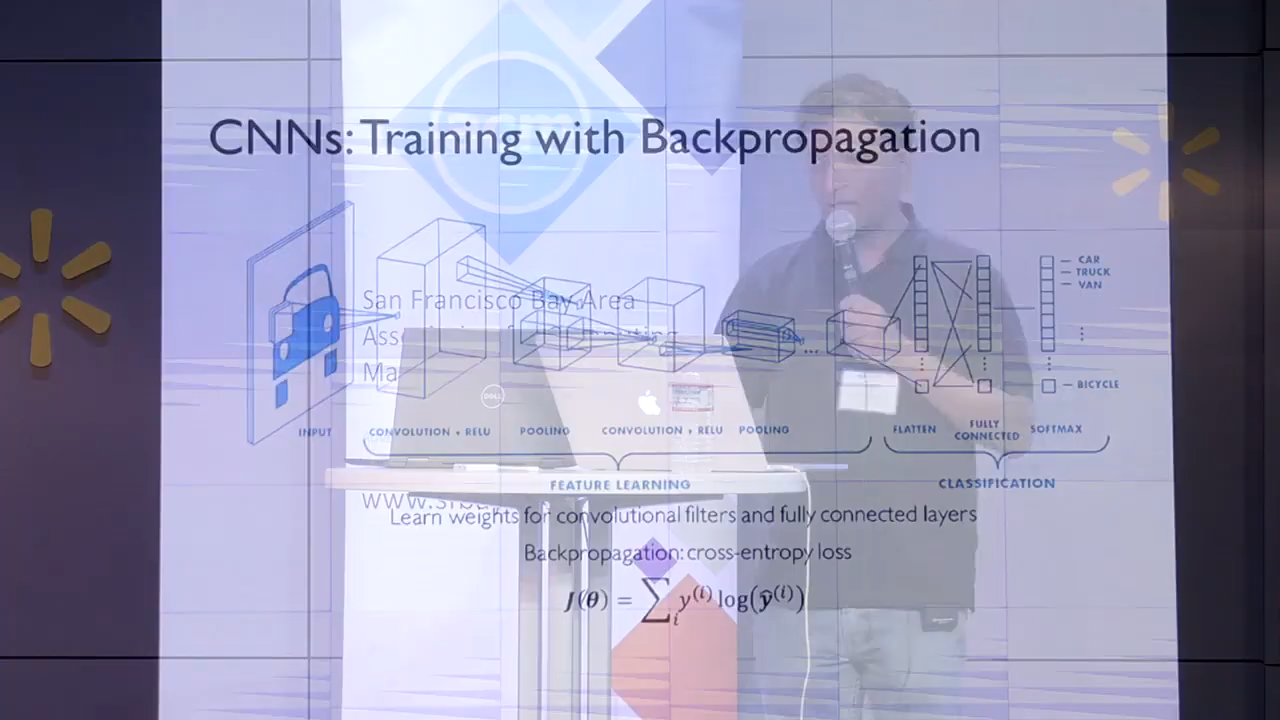 CNNs: Training with Backpropagation
San Francisco Bay Area
CAR
TRUCK
VAN
BICYCLE
DELL
INPUT
CONVOLUTION + RELU
POOLING
CONVOLUTION + RELU
POOLING
FLATTEN
FULLY
CONNECTED
SOFTMAX
FEATURE LEARNING
CLASSIFICATION
Learn weights for convolutional filters and fully connected layers
Backpropagation: cross-entropy loss
J(θ) = ∑ᵢ y⁽ⁱ⁾ log(ŷ⁽ⁱ⁾)